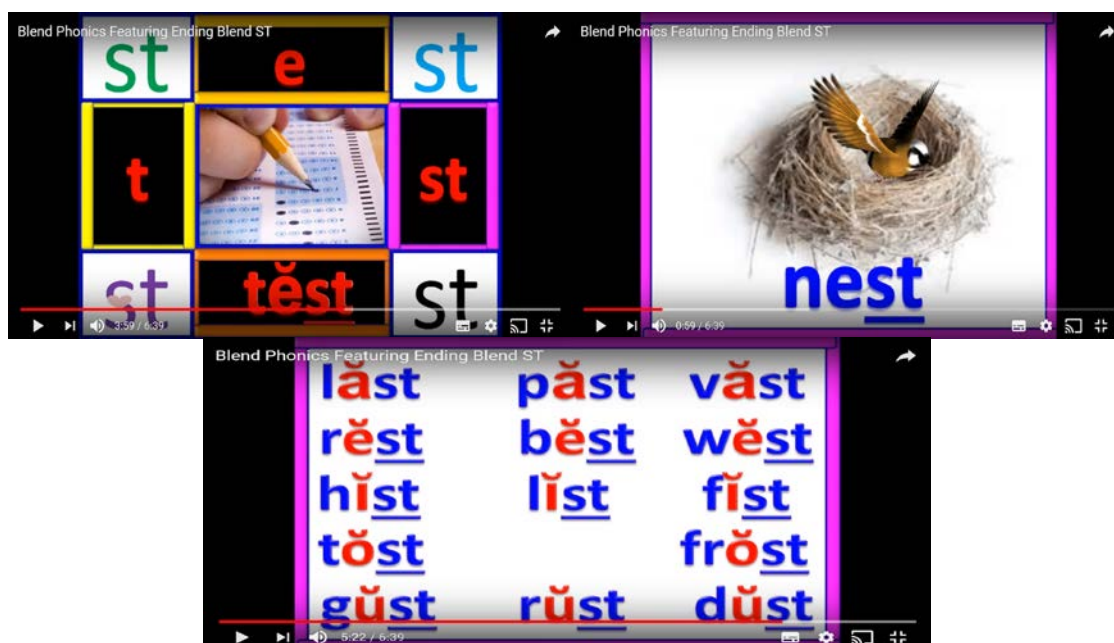 Blend Phonics Featuring Ending Blend ST
st e st
t st
st tĕst st
3:59 / 6:39
Blend Phonics Featuring Ending Blend ST
nest
0:59 / 6:39
Blend Phonics Featuring Ending Blend ST
lăst păst văst
rĕst bĕst wĕst
hĭst lĭst fĭst
tŏst frŏst
gŭst rŭst dŭst
5:22 / 6:39